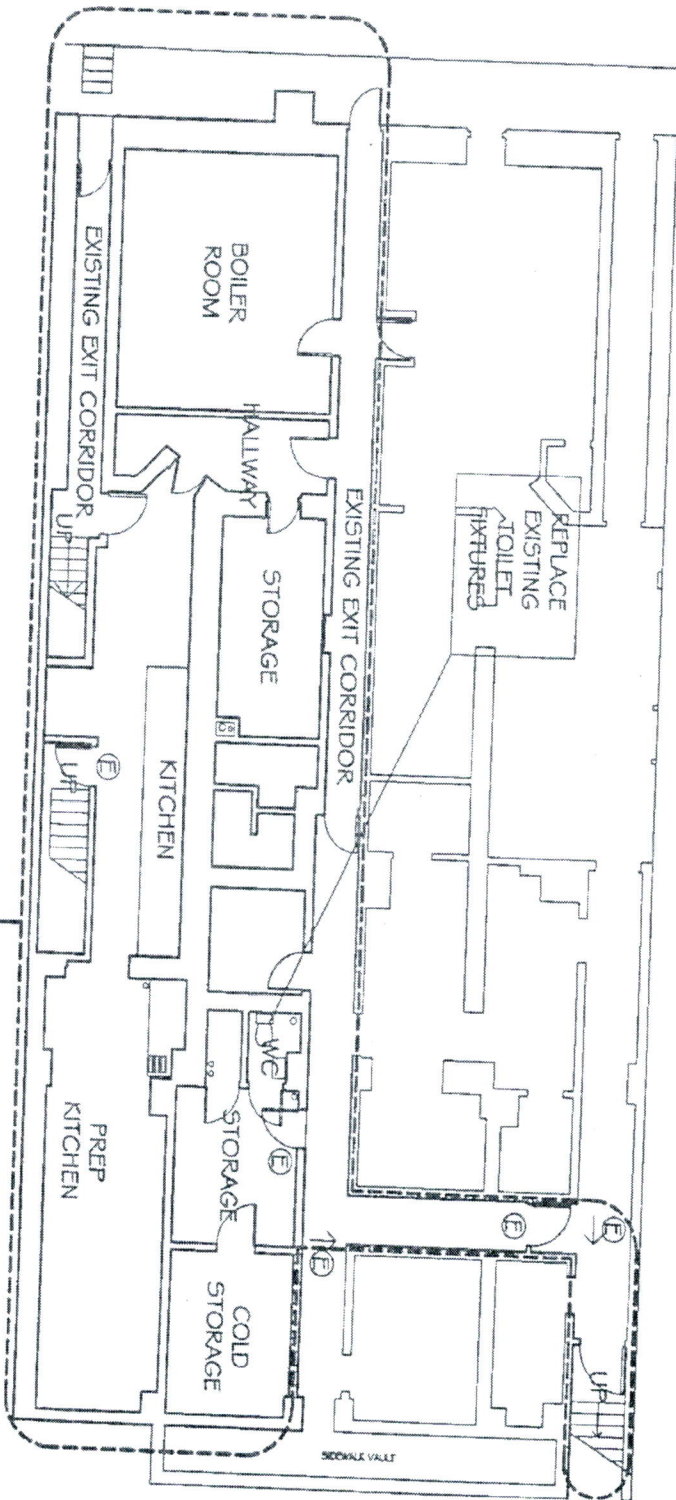 BOILER
ROOM
EXISTING EXIT CORRIDOR
HALLWAY
EXISTING EXIT CORRIDOR
REPLACE
EXISTING
TOILET
FIXTURES
UP
STORAGE
UP
E
KITCHEN
WC
STORAGE
E
PREP
KITCHEN
E
E
E
COLD
STORAGE
UP
SIDEWALK VAULT